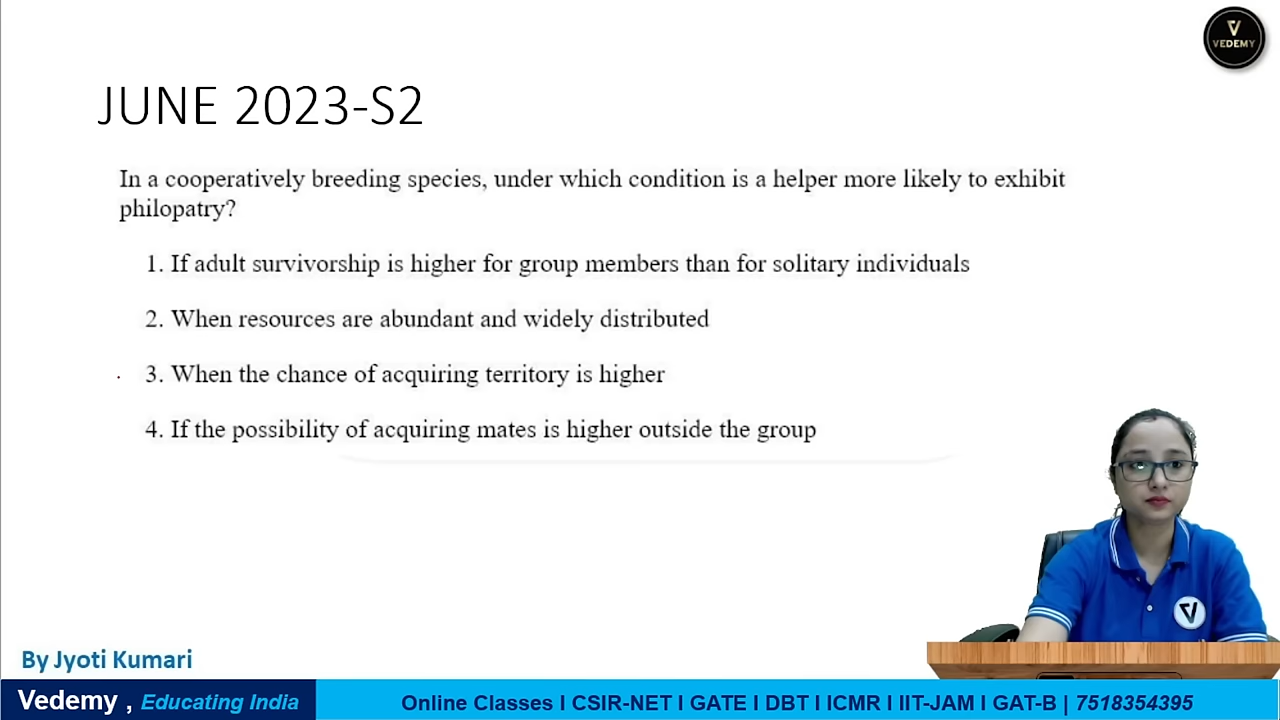 VEDEMY
JUNE 2023-S2
In a cooperatively breeding species, under which condition is a helper more likely to exhibit
philopatry?
1. If adult survivorship is higher for group members than for solitary individuals
2. When resources are abundant and widely distributed
3. When the chance of acquiring territory is higher
4. If the possibility of acquiring mates is higher outside the group
By Jyoti Kumari
Vedemy , Educating India
Online Classes I CSIR-NET I GATE I DBT I ICMR I IIT-JAM I GAT-B | 7518354395